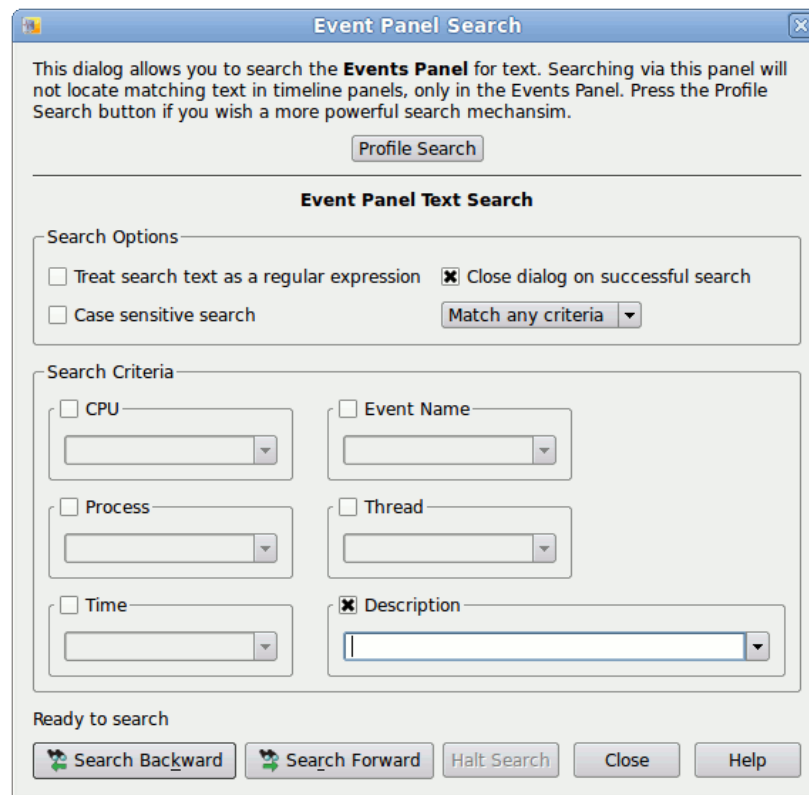 Event Panel Search
This dialog allows you to search the Events Panel for text. Searching via this panel will
not locate matching text in timeline panels, only in the Events Panel. Press the Profile
Search button if you wish a more powerful search mechansim.
Profile Search
Event Panel Text Search
Search Options
Treat search text as a regular expression
Close dialog on successful search
Case sensitive search
Match any criteria
Search Criteria
CPU
Event Name
Process
Thread
Time
Description
Ready to search
Search Backward
Search Forward
Halt Search
Close
Help